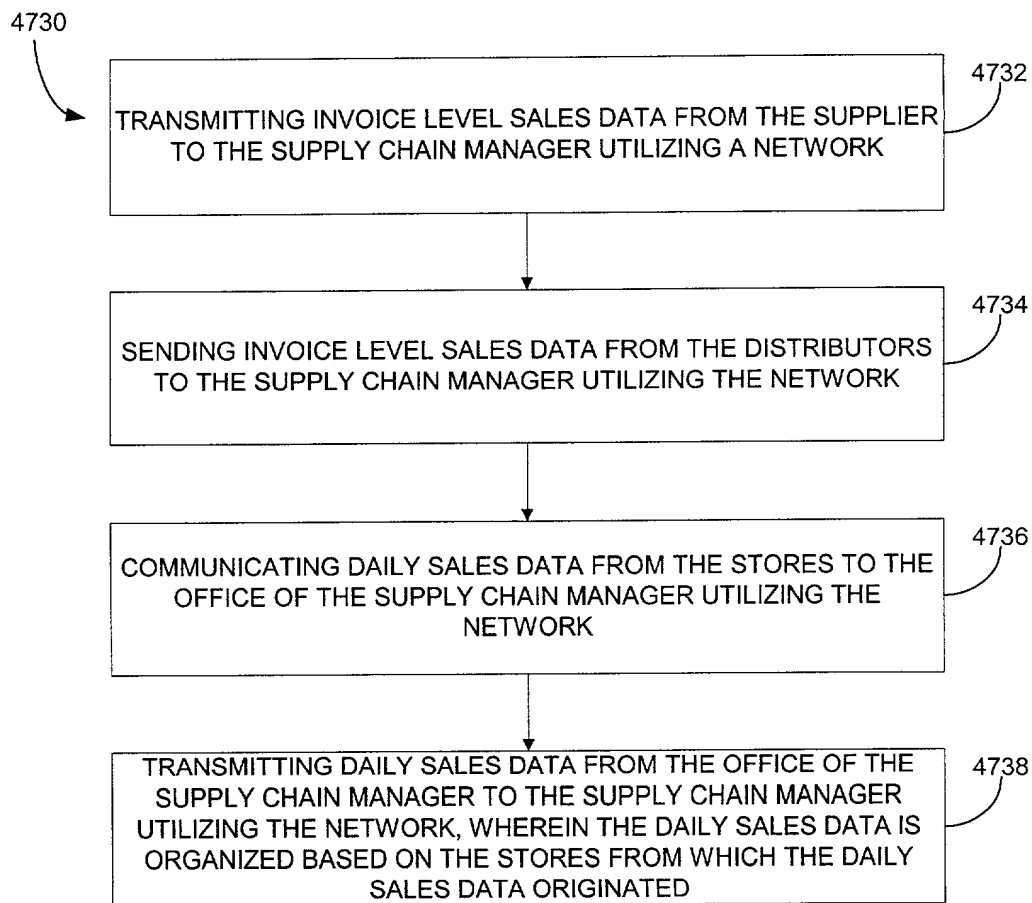 4730
4732
TRANSMITTING INVOICE LEVEL SALES DATA FROM THE SUPPLIER
TO THE SUPPLY CHAIN MANAGER UTILIZING A NETWORK
4734
SENDING INVOICE LEVEL SALES DATA FROM THE DISTRIBUTORS
TO THE SUPPLY CHAIN MANAGER UTILIZING THE NETWORK
4736
COMMUNICATING DAILY SALES DATA FROM THE STORES TO THE
OFFICE OF THE SUPPLY CHAIN MANAGER UTILIZING THE
NETWORK
4738
TRANSMITTING DAILY SALES DATA FROM THE OFFICE OF THE
SUPPLY CHAIN MANAGER TO THE SUPPLY CHAIN MANAGER
UTILIZING THE NETWORK, WHEREIN THE DAILY SALES DATA IS
ORGANIZED BASED ON THE STORES FROM WHICH THE DAILY
SALES DATA ORIGINATED